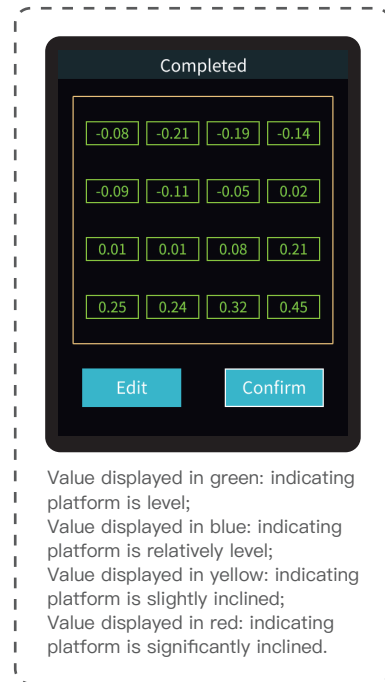 Completed
-0.08 -0.21 -0.19 -0.14
-0.09 -0.11 -0.05 0.02
0.01 0.01 0.08 0.21
0.25 0.24 0.32 0.45
Edit Confirm
Value displayed in green: indicating
platform is level;
Value displayed in blue: indicating
platform is relatively level;
Value displayed in yellow: indicating
platform is slightly inclined;
Value displayed in red: indicating
platform is significantly inclined.